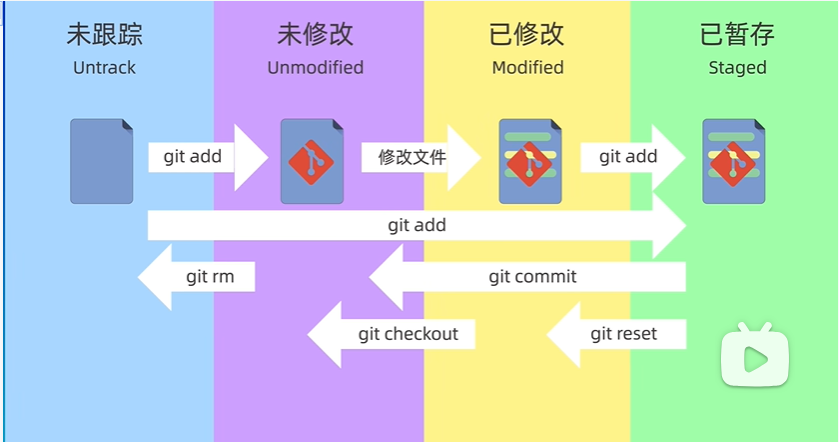 未跟踪
Untrack
未修改
Unmodified
已修改
Modified
已暂存
Staged
git add
修改文件
git add
git add
git rm
git commit
git checkout
git reset